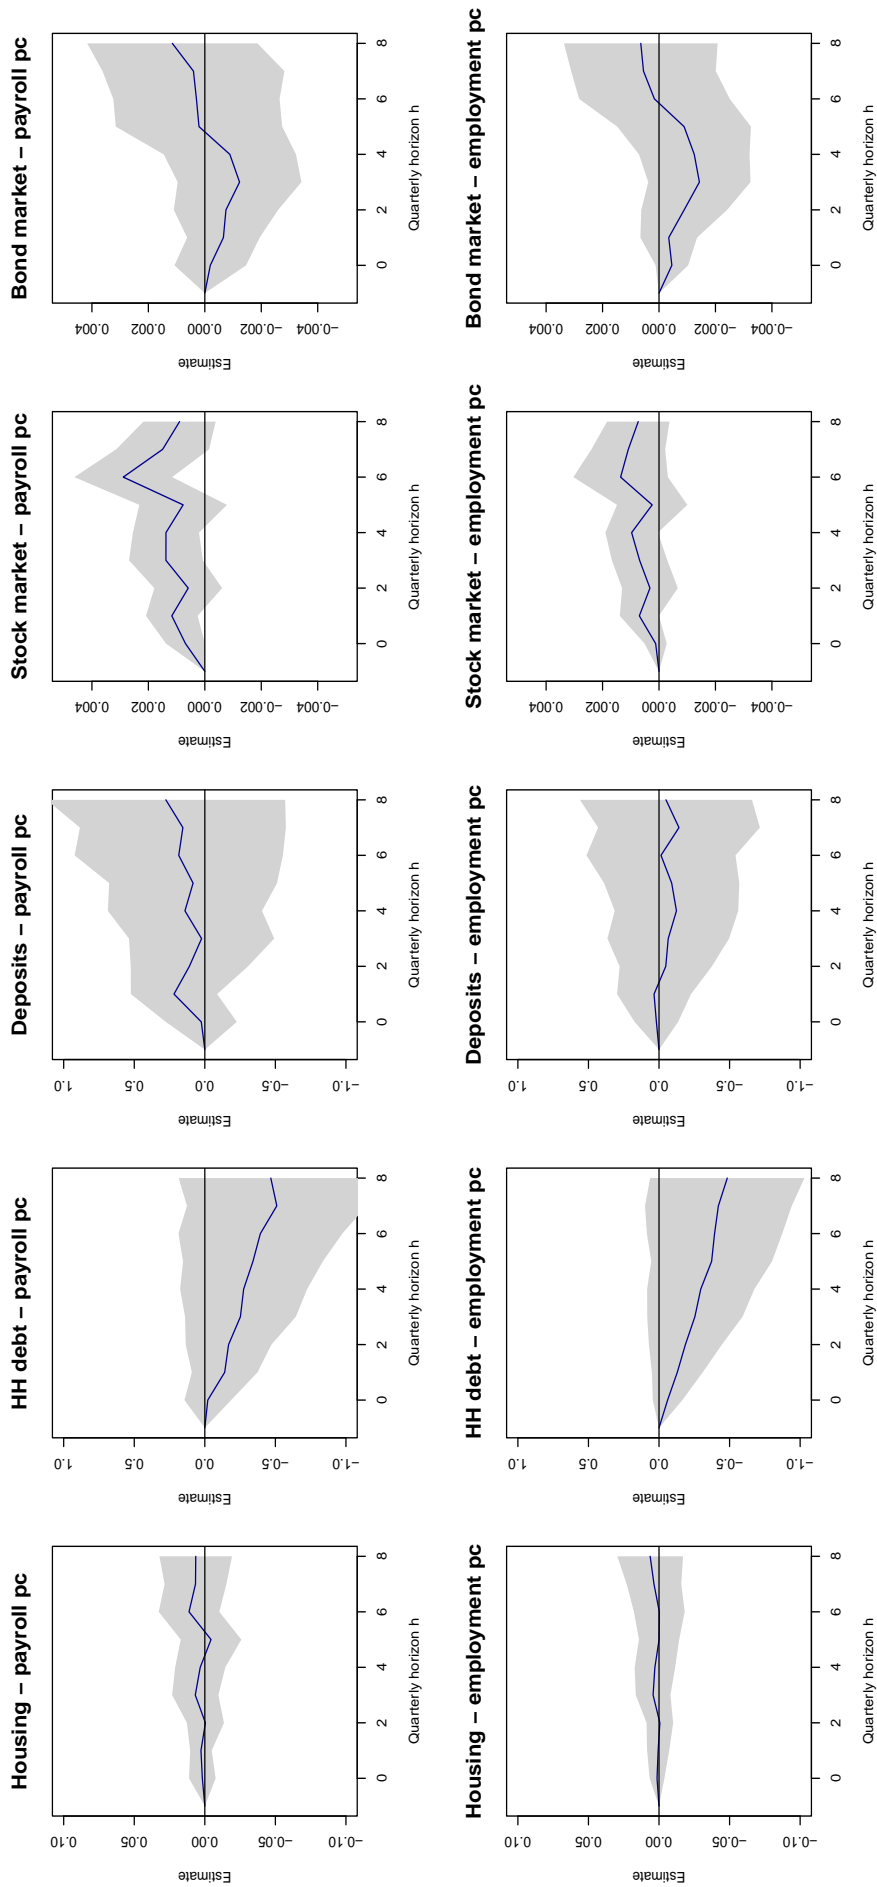 Housing – payroll pc
Estimate
0.10
0.05
0.00
−0.05
−0.10
0 2 4 6 8
Quarterly horizon h
HH debt – payroll pc
Estimate
1.0
0.5
0.0
−0.5
−1.0
0 2 4 6 8
Quarterly horizon h
Deposits – payroll pc
Estimate
1.0
0.5
0.0
−0.5
−1.0
0 2 4 6 8
Quarterly horizon h
Stock market – payroll pc
Estimate
0.004
0.002
0.000
−0.002
−0.004
0 2 4 6 8
Quarterly horizon h
Bond market – payroll pc
Estimate
0.004
0.002
0.000
−0.002
−0.004
0 2 4 6 8
Quarterly horizon h
Housing – employment pc
Estimate
0.10
0.05
0.00
−0.05
−0.10
0 2 4 6 8
Quarterly horizon h
HH debt – employment pc
Estimate
1.0
0.5
0.0
−0.5
−1.0
0 2 4 6 8
Quarterly horizon h
Deposits – employment pc
Estimate
1.0
0.5
0.0
−0.5
−1.0
0 2 4 6 8
Quarterly horizon h
Stock market – employment pc
Estimate
0.004
0.002
0.000
−0.002
−0.004
0 2 4 6 8
Quarterly horizon h
Bond market – employment pc
Estimate
0.004
0.002
0.000
−0.002
−0.004
0 2 4 6 8
Quarterly horizon h